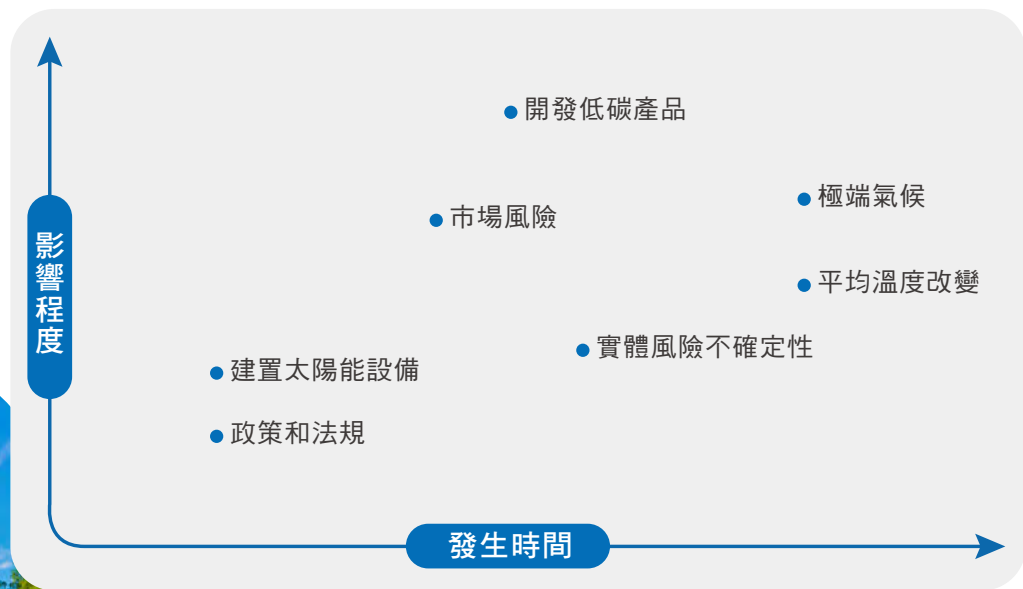 開發低碳產品
極端氣候
市場風險
影響程度
平均溫度改變
實體風險不確定性
建置太陽能設備
政策和法規
發生時間